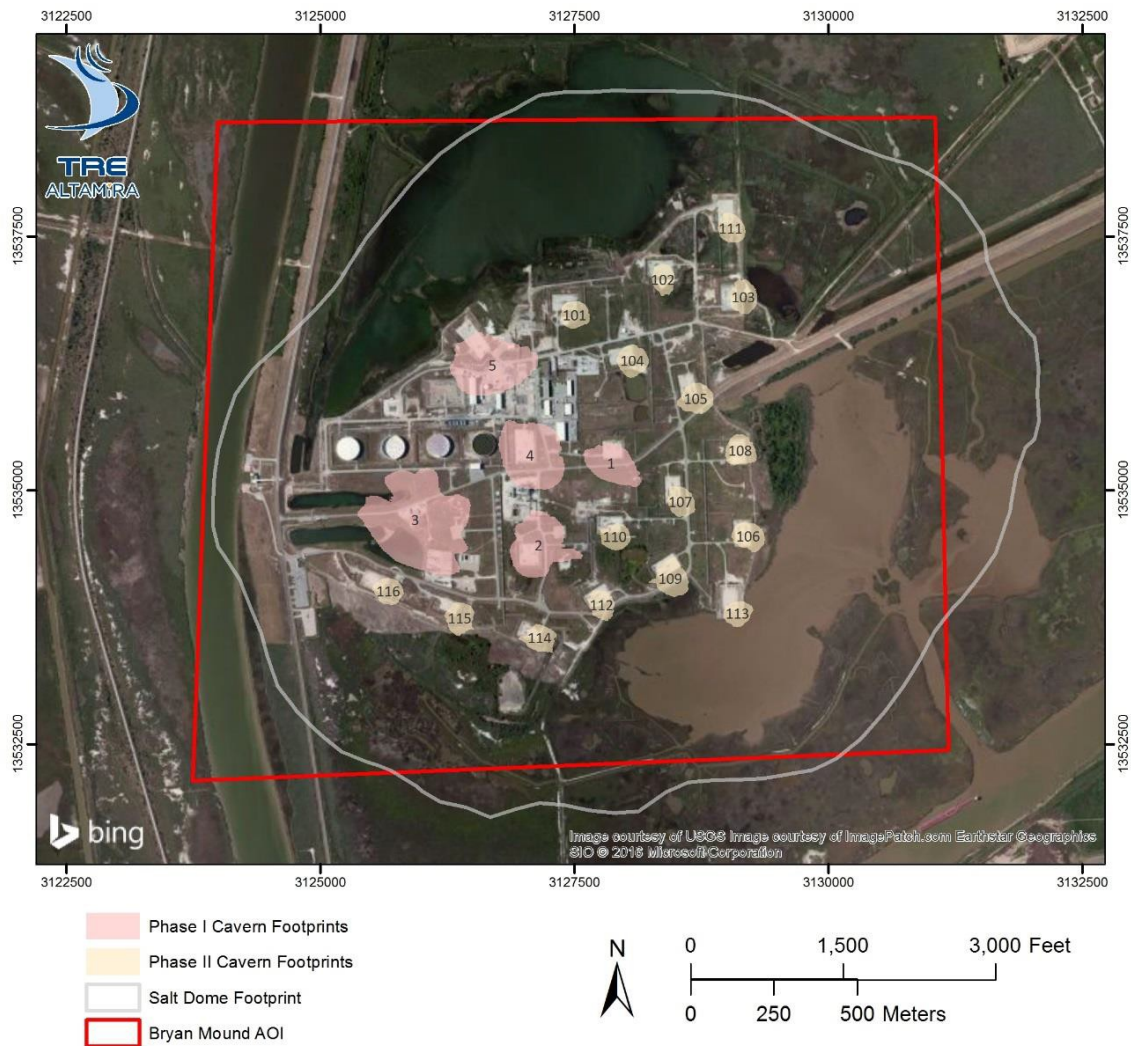 3122500 3125000 3127500 3130000 3132500
TRE
ALTAMIRA
13537500 13537500
111
102
103
101
104
5
105
108
4
1
13535000 13535000
107
3
106
110
2
109
116
112
113
115
114
13532500 13532500
bing
Image courtesy of USGS Image courtesy of ImagePatch.com Earthstar Geographics
SIO © 2016 Microsoft Corporation
3122500 3125000 3127500 3130000 3132500
Phase I Cavern Footprints
Phase II Cavern Footprints
Salt Dome Footprint
Bryan Mound AOI
N
0 1,500 3,000 Feet
0 250 500 Meters